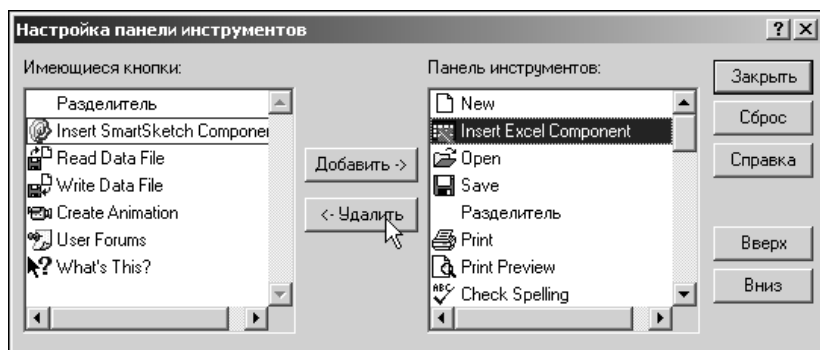 Настройка панели инструментов
Имеющиеся кнопки:
Разделитель
Insert SmartSketch Componen
Read Data File
Write Data File
Create Animation
User Forums
What's This?
Добавить ->
<- Удалить
Панель инструментов:
New
Insert Excel Component
Open
Save
Разделитель
Print
Print Preview
ABC Check Spelling
Закрыть
Сброс
Справка
Вверх
Вниз